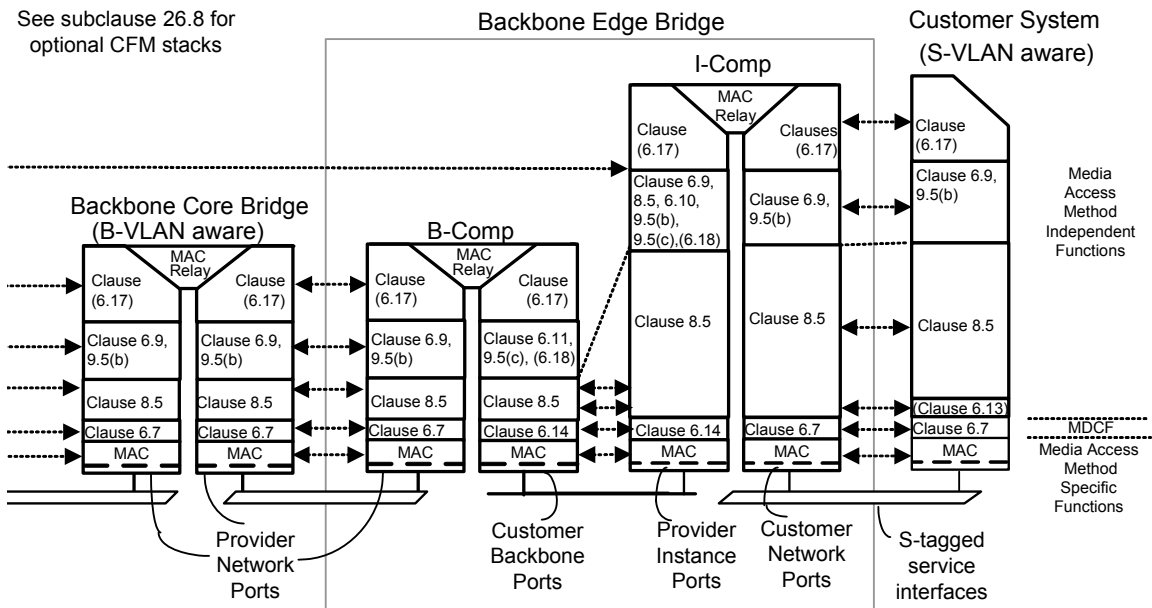 See subclause 26.8 for
optional CFM stacks
Backbone Edge Bridge
Customer System
(S-VLAN aware)
I-Comp
MAC
Relay
Clause
(6.17)
Clauses
(6.17)
Clause
(6.17)
Clause 6.9,
8.5, 6.10,
9.5(b),
9.5(c),(6.18)
Clause 6.9,
9.5(b)
Clause 6.9,
9.5(b)
Media
Access
Method
Independent
Functions
Backbone Core Bridge
(B-VLAN aware)
B-Comp
MAC
Relay
MAC
Relay
Clause
(6.17)
Clause
(6.17)
Clause
(6.17)
Clause
(6.17)
Clause 6.9,
9.5(b)
Clause 6.9,
9.5(b)
Clause 6.9,
9.5(b)
Clause 6.11,
9.5(c), (6.18)
Clause 8.5
Clause 8.5
Clause 8.5
Clause 8.5
Clause 8.5
Clause 8.5
Clause 8.5
(Clause 6.13)
Clause 6.7
Clause 6.7
Clause 6.7
Clause 6.14
Clause 6.14
Clause 6.7
Clause 6.7
MDCF
MAC
MAC
MAC
MAC
MAC
MAC
MAC
Media Access
Method
Specific
Functions
Provider
Network
Ports
Customer
Backbone
Ports
Provider
Instance
Ports
Customer
Network
Ports
S-tagged
service
interfaces